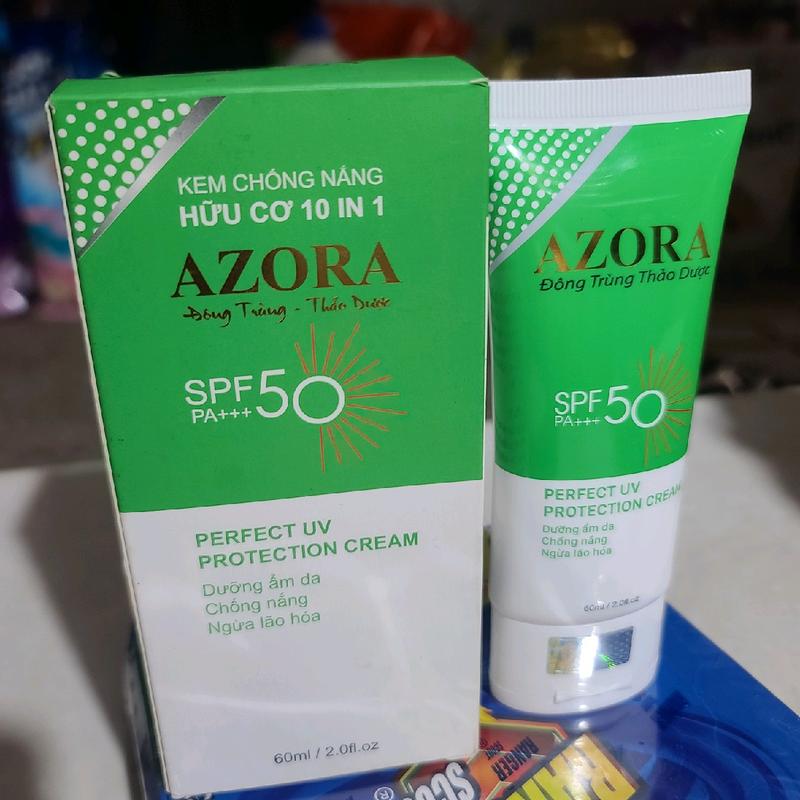 KEM CHỐNG NẮNG
HỮU CƠ 10 IN 1
AZORA
Đông Trùng - Thảo Dược
SPF 50
PA+++
PERFECT UV
PROTECTION CREAM
Dưỡng ẩm da
Chống nắng
Ngừa lão hóa
60ml / 2.0fl.oz
AZORA
Đông Trùng Thảo Dược
SPF 50
PA+++
PERFECT UV
PROTECTION CREAM
Dưỡng ẩm da
Chống nắng
Ngừa lão hóa
60ml / 2.0fl.oz
RANGER
SCOUT